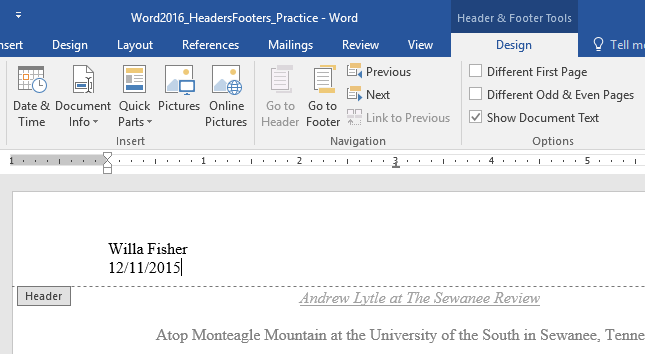 Word2016_HeadersFooters_Practice - Word
Header & Footer Tools
nsert Design Layout References Mailings Review View Design Tell me
Date & Time
Document Info
Quick Parts
Pictures
Online Pictures
Insert
Go to Header
Go to Footer
Previous
Next
Link to Previous
Navigation
Different First Page
Different Odd & Even Pages
Show Document Text
Options
1 1 2 3 4 5
Willa Fisher
12/11/2015
Header
Andrew Lytle at The Sewanee Review
Atop Monteagle Mountain at the University of the South in Sewanee, Tenne